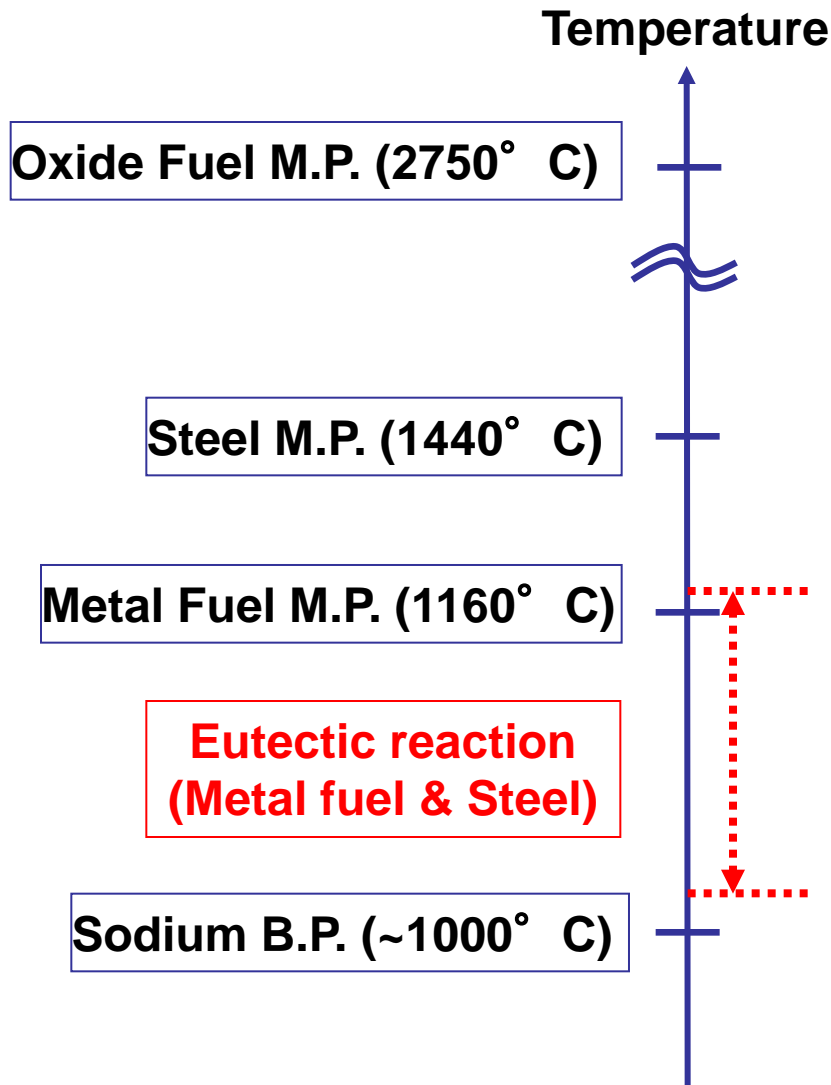 Temperature
Oxide Fuel M.P. (2750° C)
Steel M.P. (1440° C)
Metal Fuel M.P. (1160° C)
Eutectic reaction
(Metal fuel & Steel)
Sodium B.P. (~1000° C)